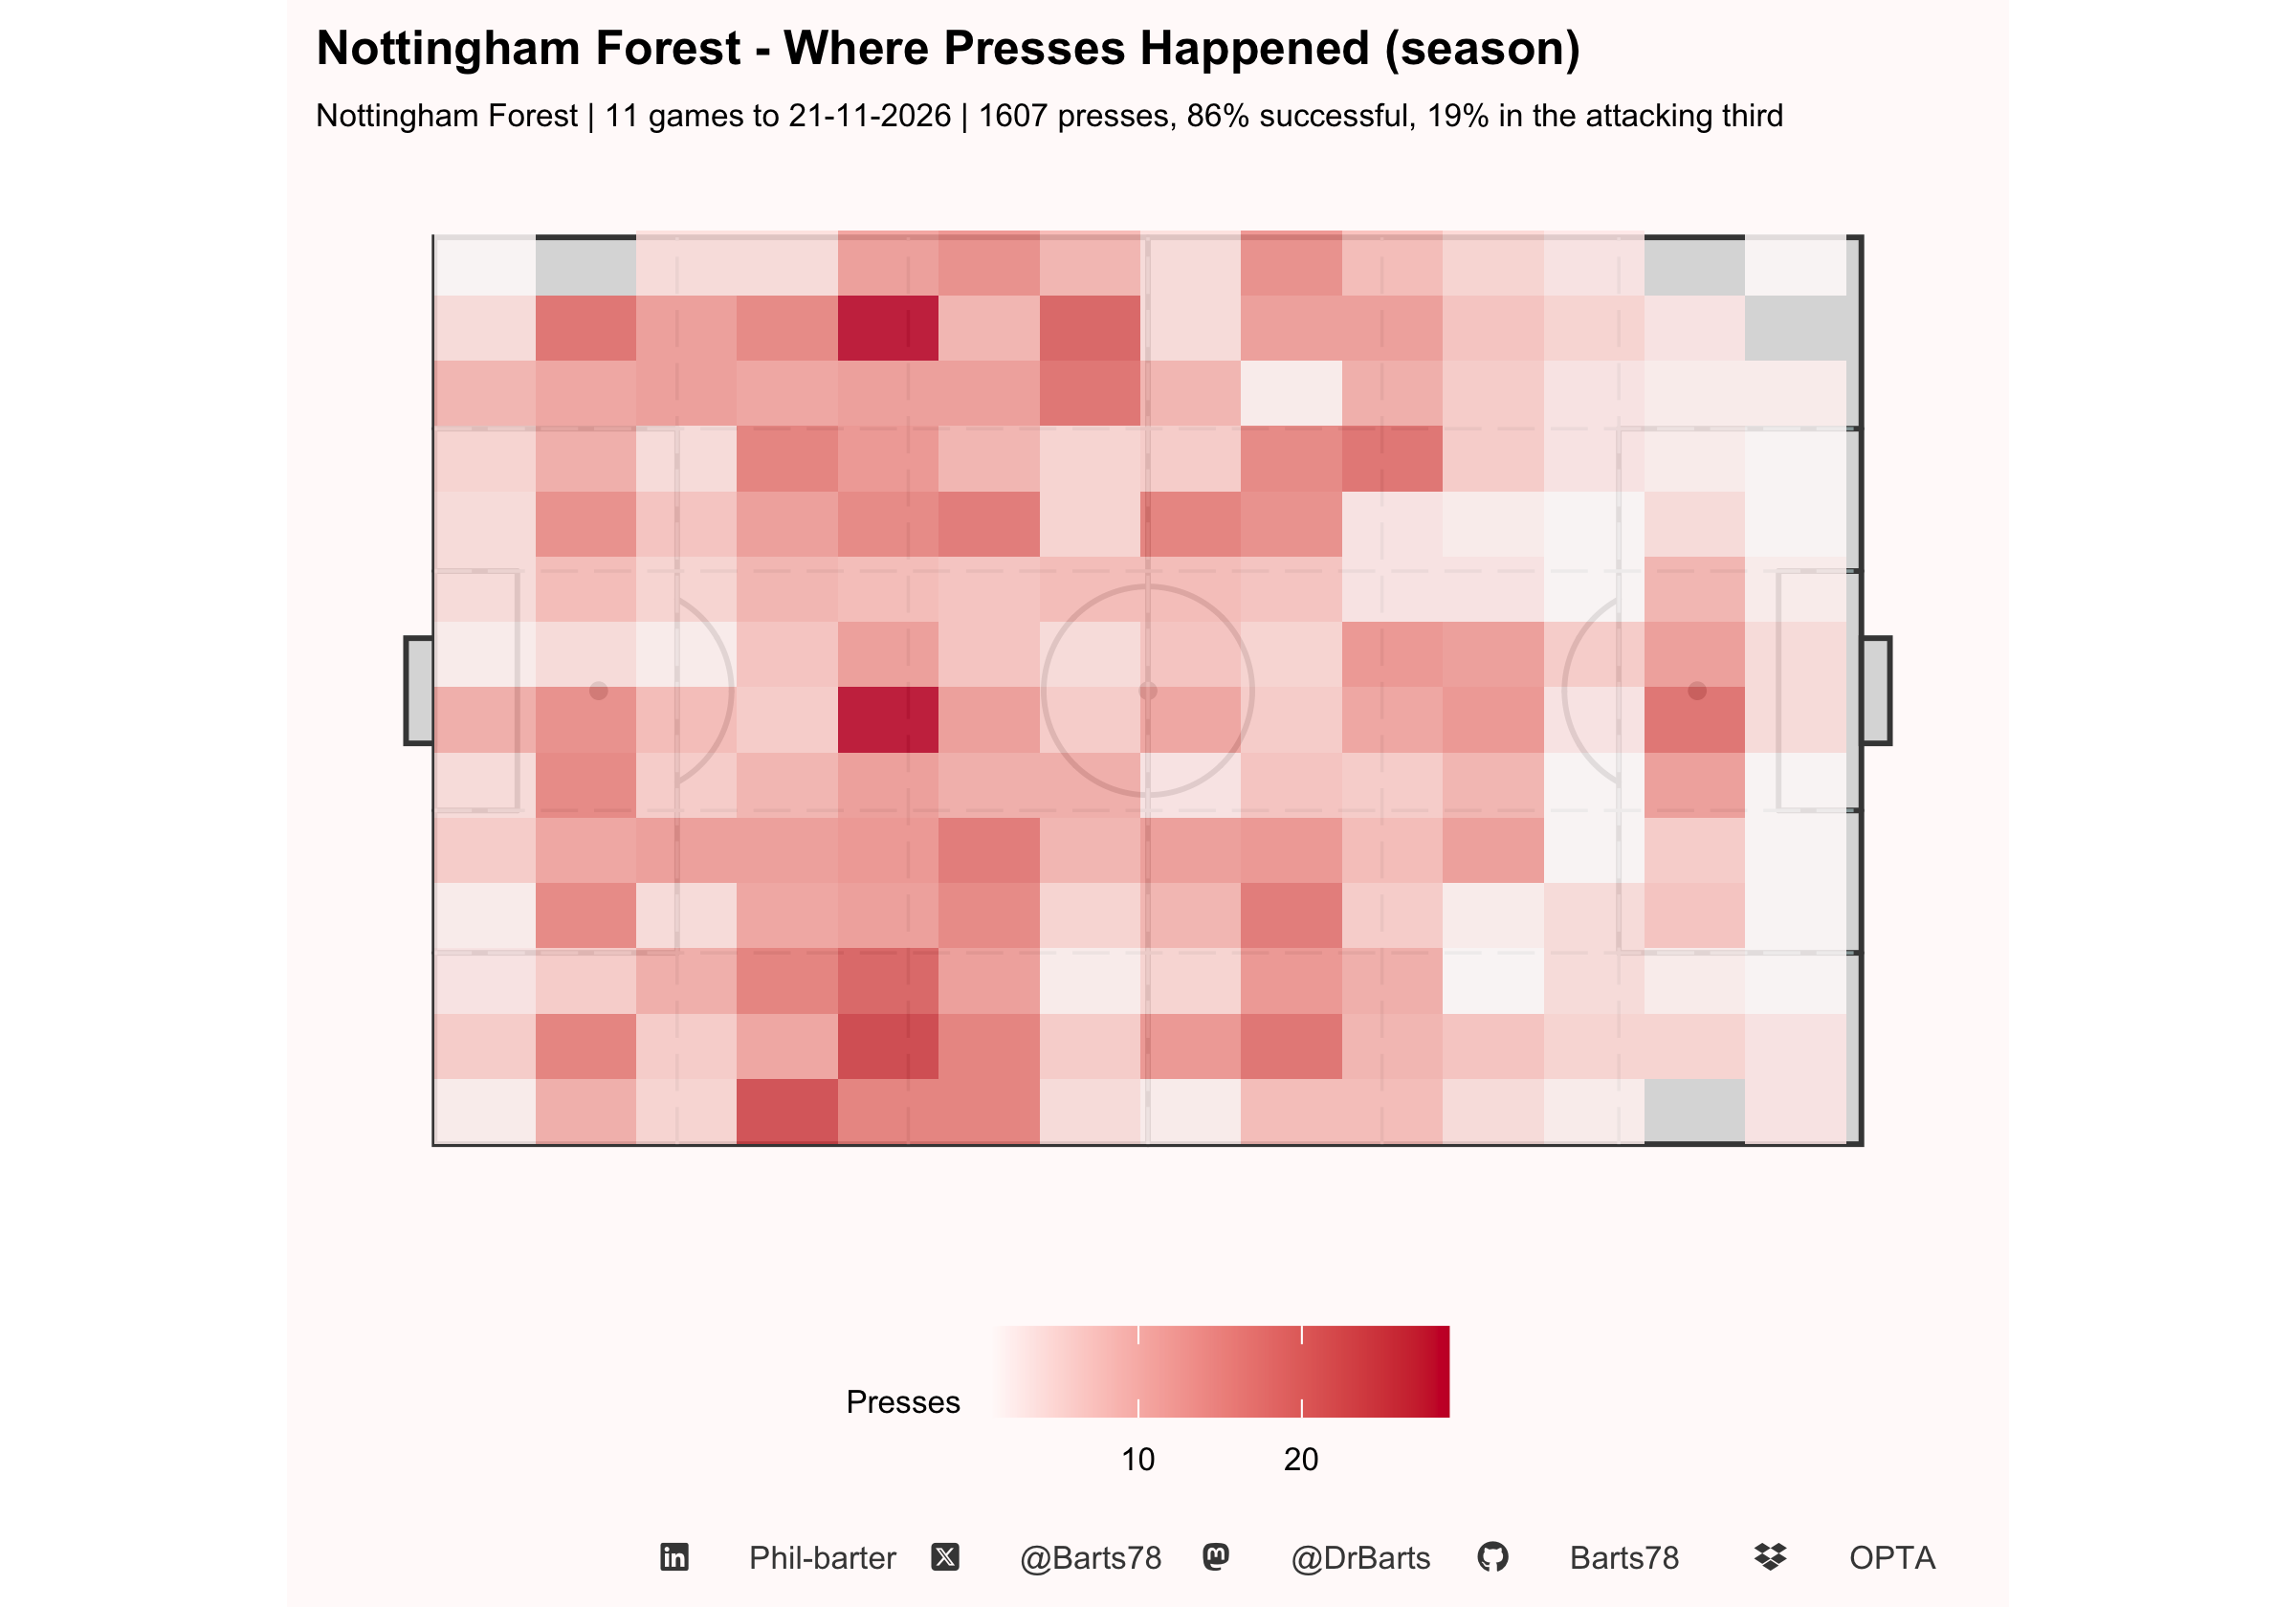 Nottingham Forest - Where Presses Happened (season)
Nottingham Forest | 11 games to 21-11-2026 | 1607 presses, 86% successful, 19% in the attacking third
Presses
10 20
Phil-barter @Barts78 @DrBarts Barts78 OPTA